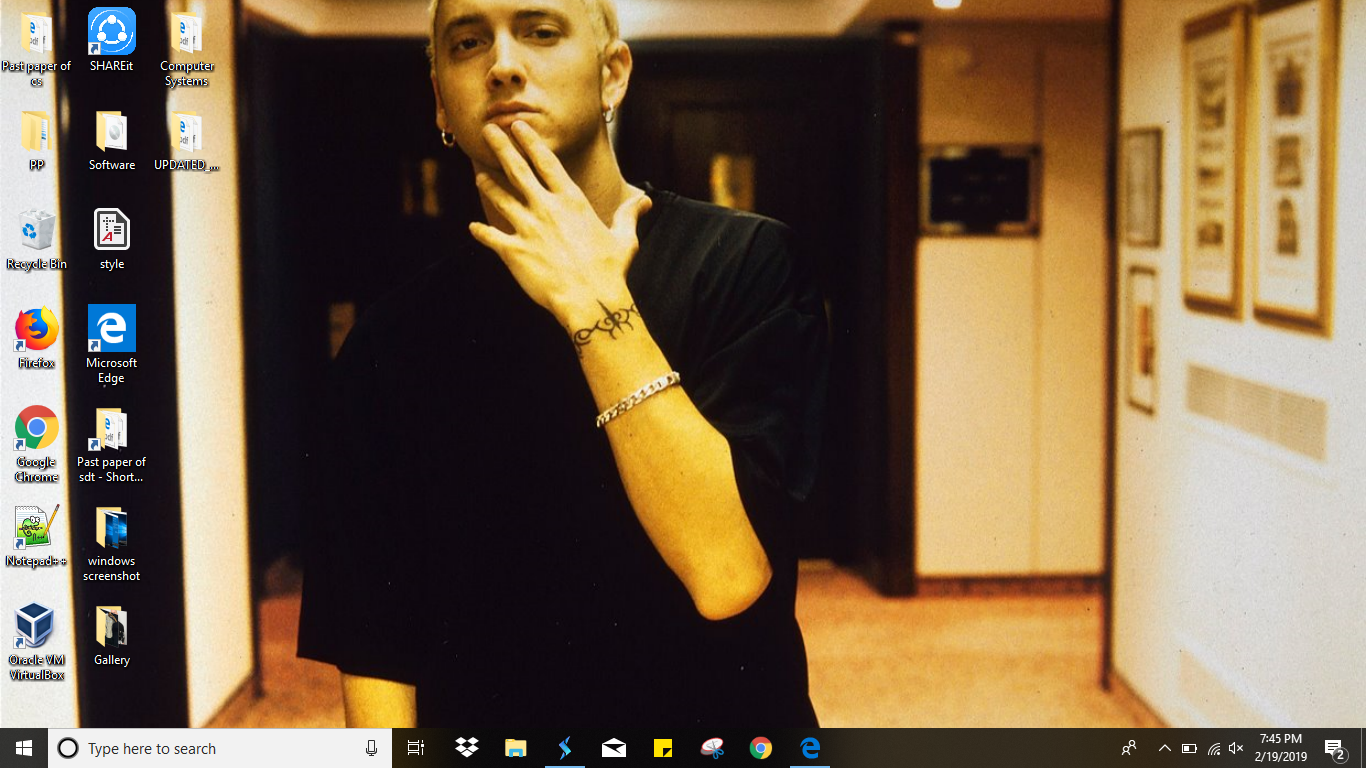 Past paper of
cs
SHAREit
Computer
Systems
PP
Software
UPDATED_...
Recycle Bin
style
Firefox
Microsoft
Edge
Google
Chrome
Past paper of
sdt - Short...
Notepad++
windows
screenshot
Oracle VM
VirtualBox
Gallery
Type here to search
7:45 PM
2/19/2019
2